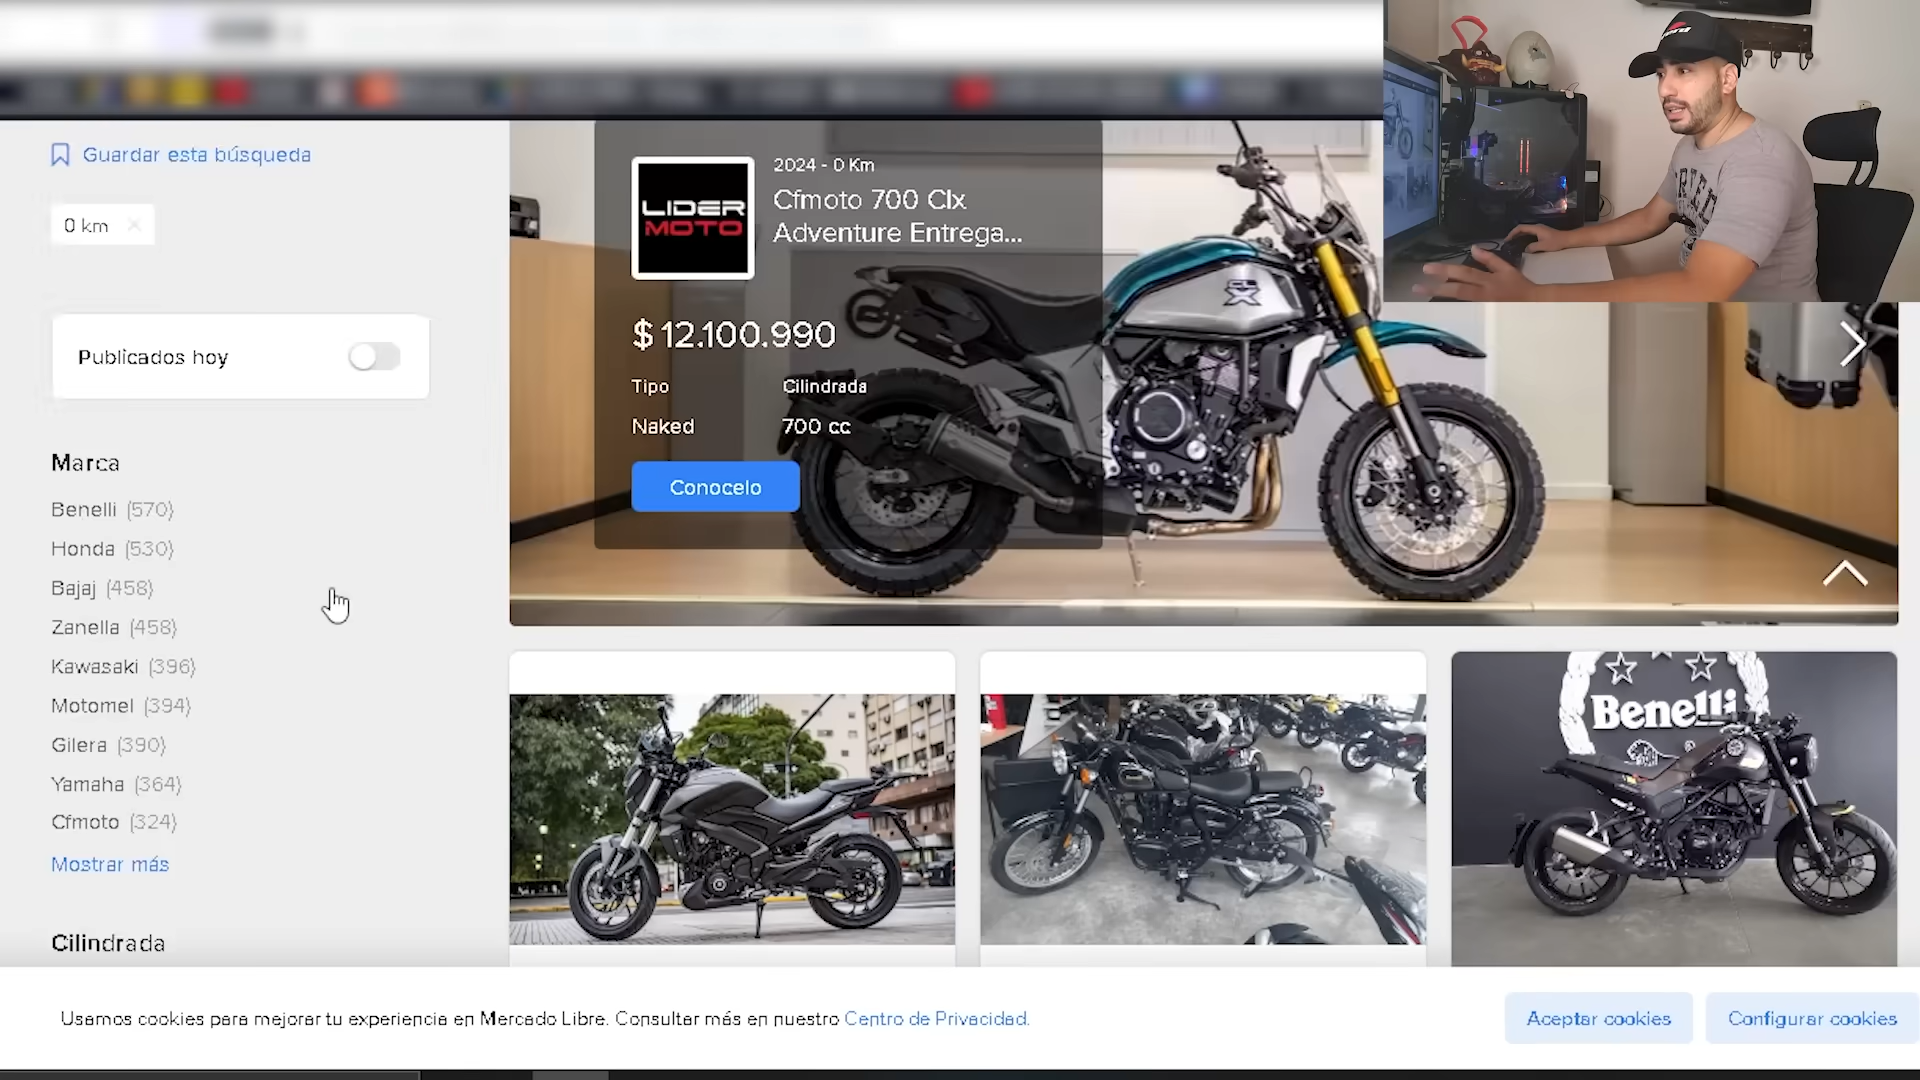 Guardar esta búsqueda
0 km
Publicados hoy
Marca
Benelli (570)
Honda (530)
Bajaj (458)
Zanella (458)
Kawasaki (396)
Motomel (394)
Gilera (390)
Yamaha (364)
Cfmoto (324)
Mostrar más
Cilindrada
LIDER
MOTO
2024 - 0 Km
Cfmoto 700 Clx
Adventure Entrega...
$ 12.100.990
Tipo
Cilindrada
Naked
700 cc
Conocelo
CL
X
Benelli
Usamos cookies para mejorar tu experiencia en Mercado Libre. Consultar más en nuestro Centro de Privacidad.
Aceptar cookies
Configurar cookies